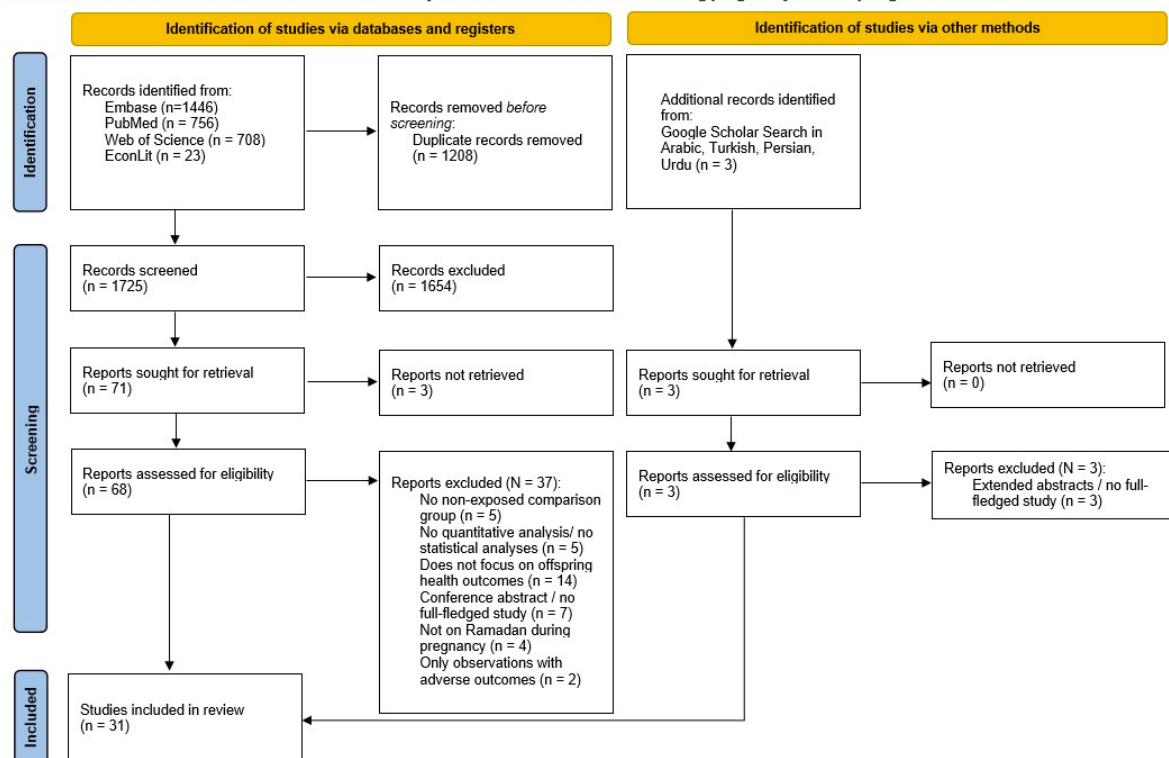 Identification of studies via databases and registers
Identification of studies via other methods
Identification
Records identified from:
Embase (n=1446)
PubMed (n = 756)
Web of Science (n = 708)
EconLit (n = 23)
Records removed before
screening:
Duplicate records removed
(n = 1208)
Additional records identified
from:
Google Scholar Search in
Arabic, Turkish, Persian,
Urdu (n = 3)
Screening
Records screened
(n = 1725)
Records excluded
(n = 1654)
Reports sought for retrieval
(n = 71)
Reports not retrieved
(n = 3)
Reports sought for retrieval
(n = 3)
Reports not retrieved
(n = 0)
Reports assessed for eligibility
(n = 68)
Reports excluded (N = 37):
No non-exposed comparison
group (n = 5)
No quantitative analysis/ no
statistical analyses (n = 5)
Does not focus on offspring
health outcomes (n = 14)
Conference abstract / no
full-fledged study (n = 7)
Not on Ramadan during
pregnancy (n = 4)
Only observations with
adverse outcomes (n = 2)
Reports assessed for eligibility
(n = 3)
Reports excluded (N = 3):
Extended abstracts / no full-
fledged study (n = 3)
Included
Studies included in review
(n = 31)